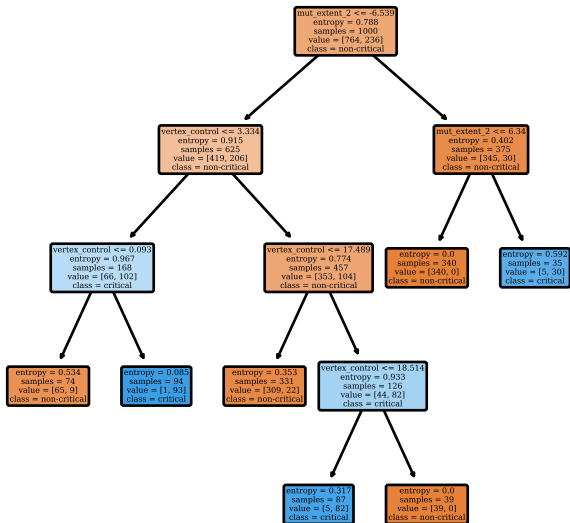 mut_extent_2 <= -6.539
entropy = 0.788
samples = 1000
value = [764, 236]
class = non-critical
vertex_control <= 3.334
entropy = 0.915
samples = 625
value = [419, 206]
class = non-critical
mut_extent_2 <= 6.34
entropy = 0.402
samples = 375
value = [345, 30]
class = non-critical
vertex_control <= 0.093
entropy = 0.967
samples = 168
value = [66, 102]
class = critical
vertex_control <= 17.489
entropy = 0.774
samples = 457
value = [353, 104]
class = non-critical
entropy = 0.0
samples = 340
value = [340, 0]
class = non-critical
entropy = 0.592
samples = 35
value = [5, 30]
class = critical
entropy = 0.534
samples = 74
value = [65, 9]
class = non-critical
entropy = 0.085
samples = 94
value = [1, 93]
class = critical
entropy = 0.353
samples = 331
value = [309, 22]
class = non-critical
vertex_control <= 18.514
entropy = 0.933
samples = 126
value = [44, 82]
class = critical
entropy = 0.317
samples = 87
value = [5, 82]
class = critical
entropy = 0.0
samples = 39
value = [39, 0]
class = non-critical